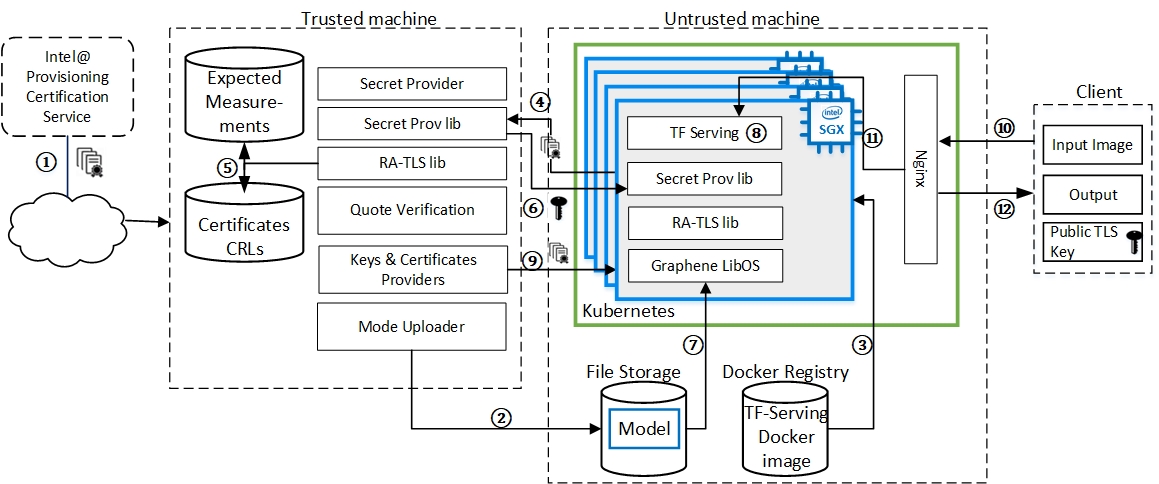 Trusted machine
Untrusted machine
Intel@
Provisioning
Certification
Service
①
Expected
Measure-
ments
⑤
Certificates
CRLs
Secret Provider
Secret Prov lib
RA-TLS lib
Quote Verification
Keys & Certificates
Providers
Mode Uploader
②
④
⑥
⑨
TF Serving ⑧
Secret Prov lib
RA-TLS lib
Graphene LibOS
Kubernetes
intel
SGX
⑪
Nginx
⑦
③
File Storage
Model
Docker Registry
TF-Serving
Docker
image
⑩
⑫
Client
Input Image
Output
Public TLS
Key